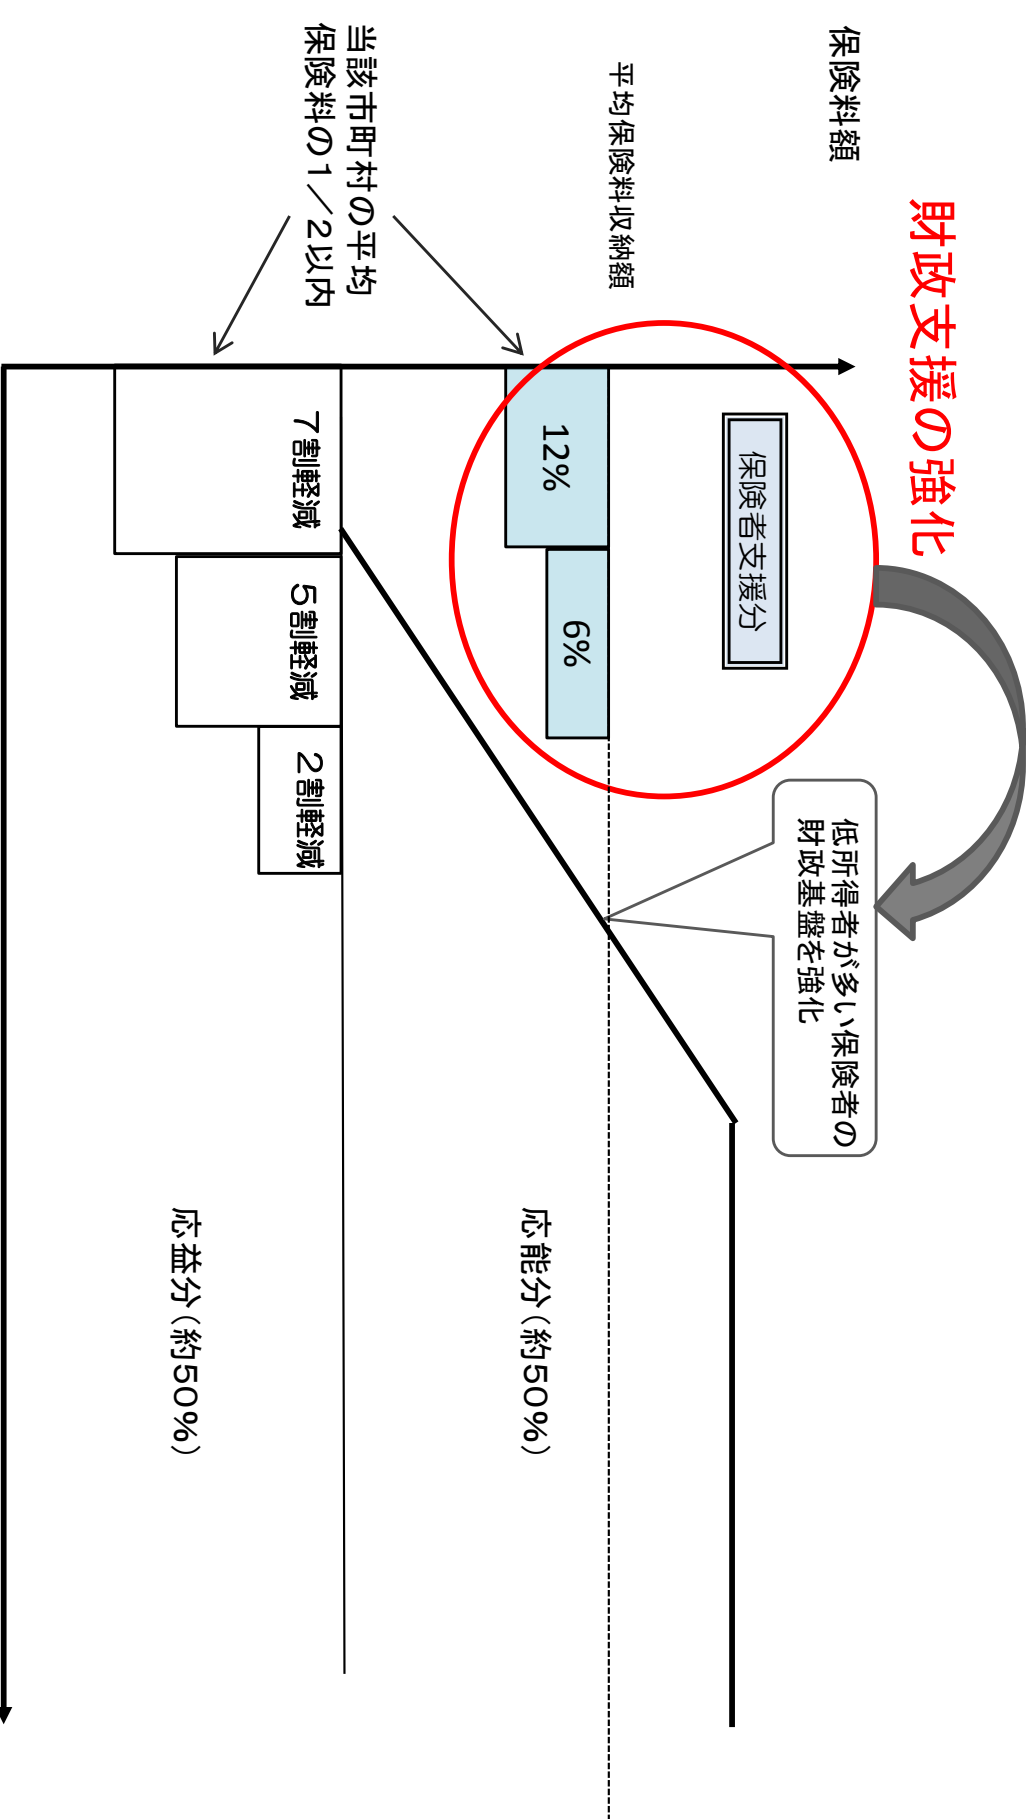 財政支援の強化
保険料額
低所得者が多い保険者の
財政基盤を強化
保険者支援分
平均保険料収納額
12%
6%
応能分（約50%）
当該市町村の平均
保険料の1／2以内
7割軽減
5割軽減
2割軽減
応益分（約50%）